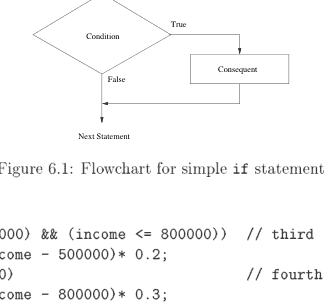 True
Condition
Consequent
False
Next Statement
Figure 6.1: Flowchart for simple if statement
000) && (income <= 800000)) // third
come - 500000)* 0.2;
0) // fourth
come - 800000)* 0.3;